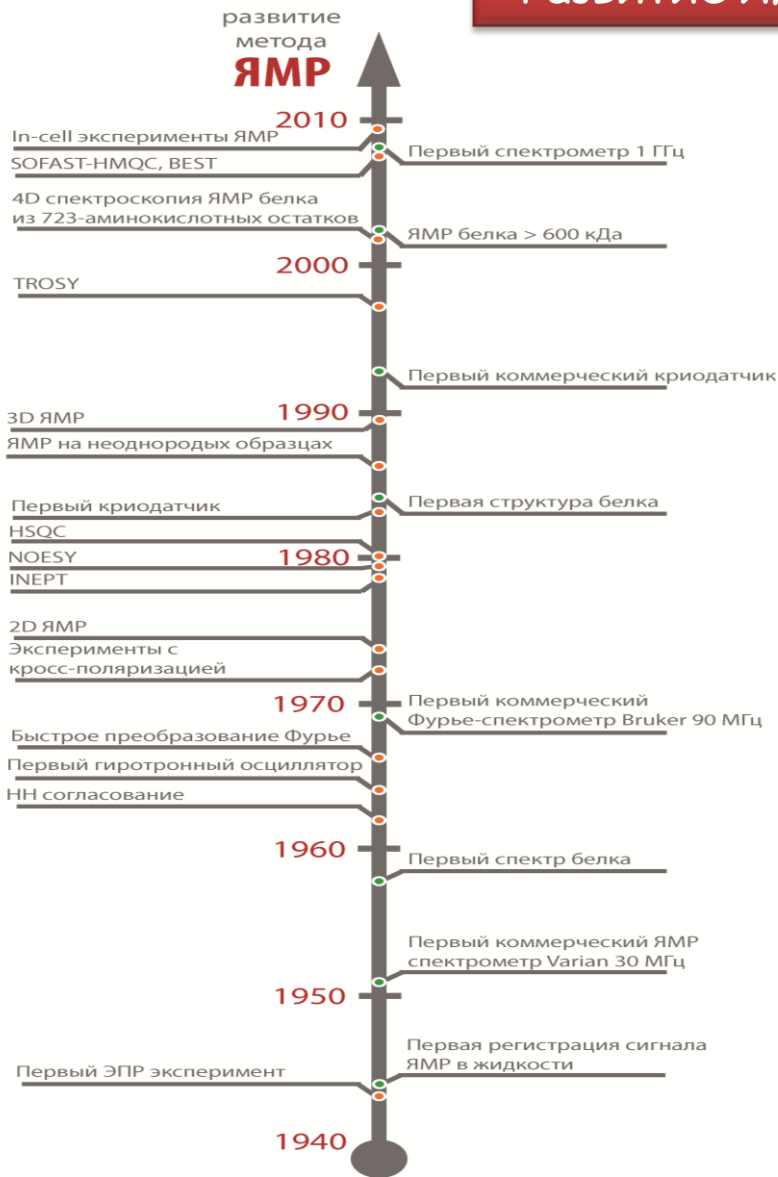 развитие
метода
ЯМР
2010
In-cell эксперименты ЯМР
Первый спектрометр 1 ГГц
SOFAST-HMQC, BEST
4D спектроскопия ЯМР белка
из 723-аминокислотных остатков
ЯМР белка > 600 кДа
2000
TROSY
Первый коммерческий криодатчик
1990
3D ЯМР
ЯМР на неоднородых образцах
Первый криодатчик
Первая структура белка
HSQC
NOESY
1980
INEPT
2D ЯМР
Эксперименты с
кросс-поляризацией
1970
Первый коммерческий
Фурье-спектрометр Bruker 90 МГц
Быстрое преобразование Фурье
Первый гиротронный осциллятор
НН согласование
1960
Первый спектр белка
Первый коммерческий ЯМР
спектрометр Varian 30 МГц
1950
Первая регистрация сигнала
ЯМР в жидкости
Первый ЭПР эксперимент
1940